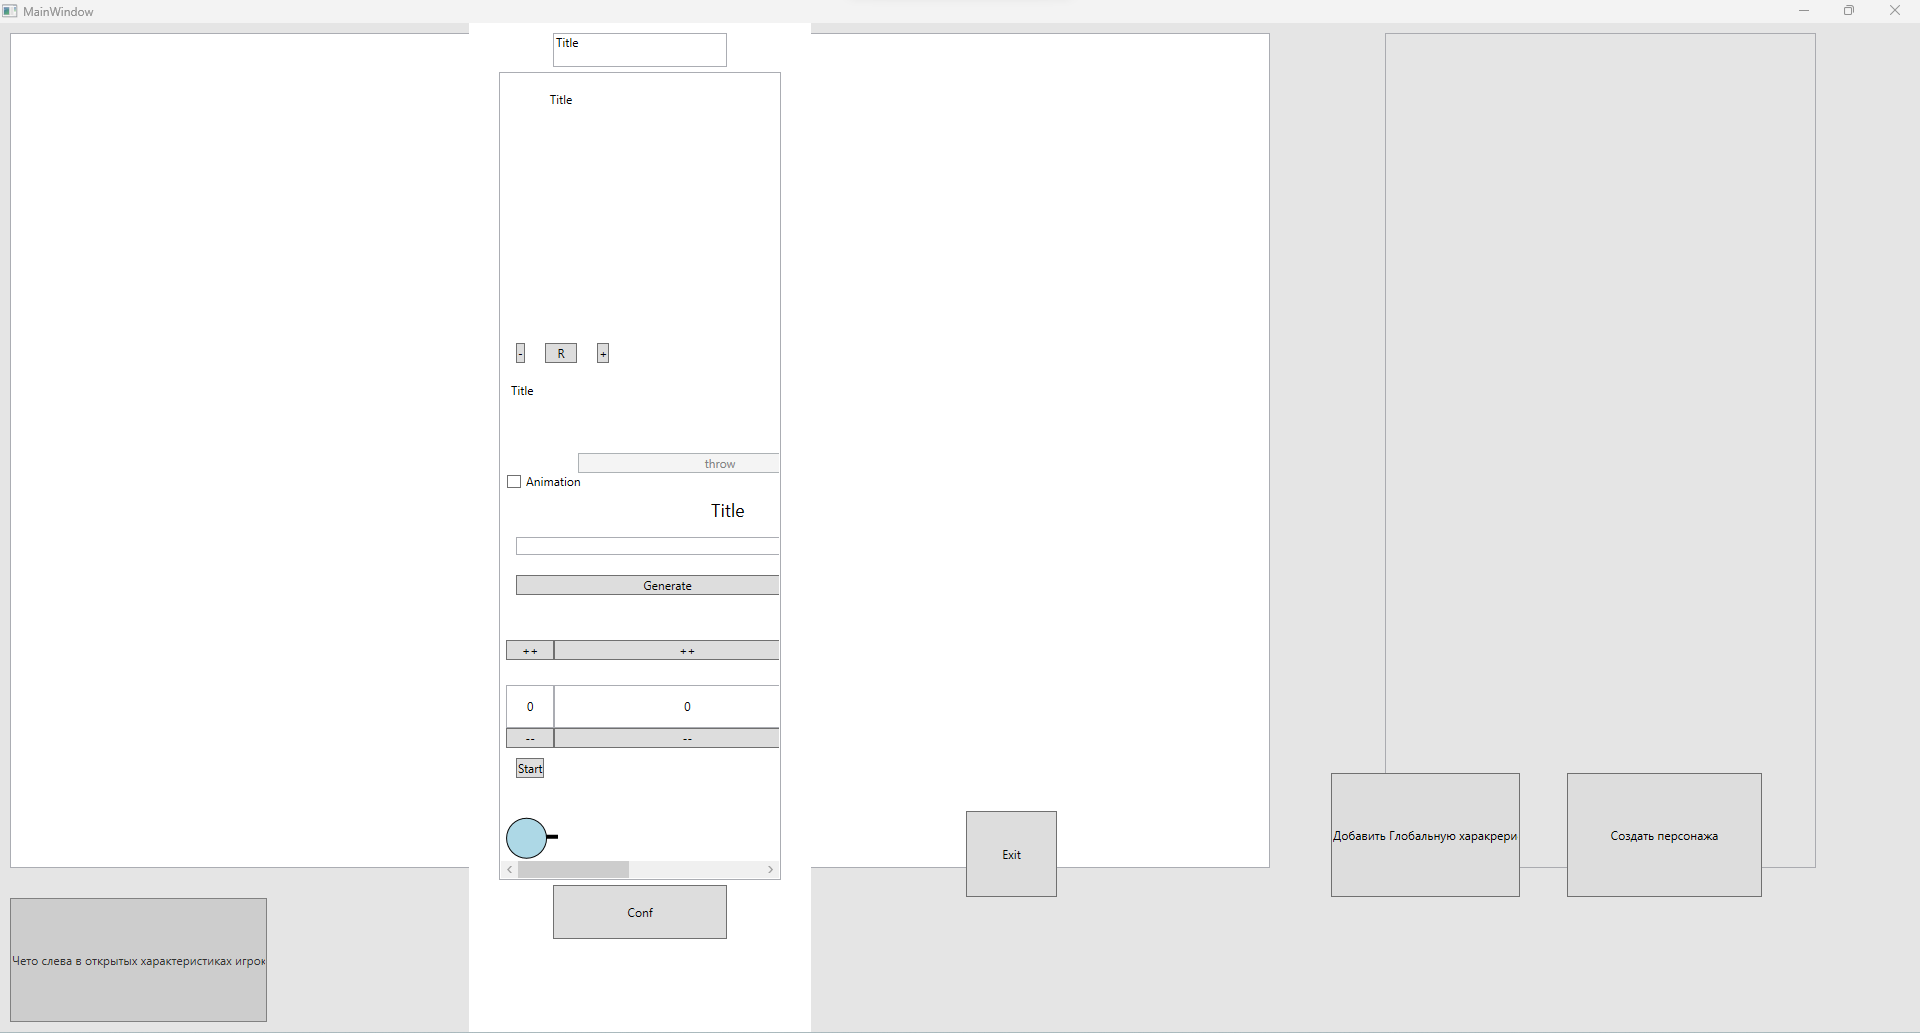 MainWindow
Title
Title
-
R
+
Title
throw
Animation
Title
Generate
++
++
0
0
--
--
Start
Conf
Exit
Добавить Глобальную харакрери
Создать персонажа
Чето слева в открытых характеристиках игрок